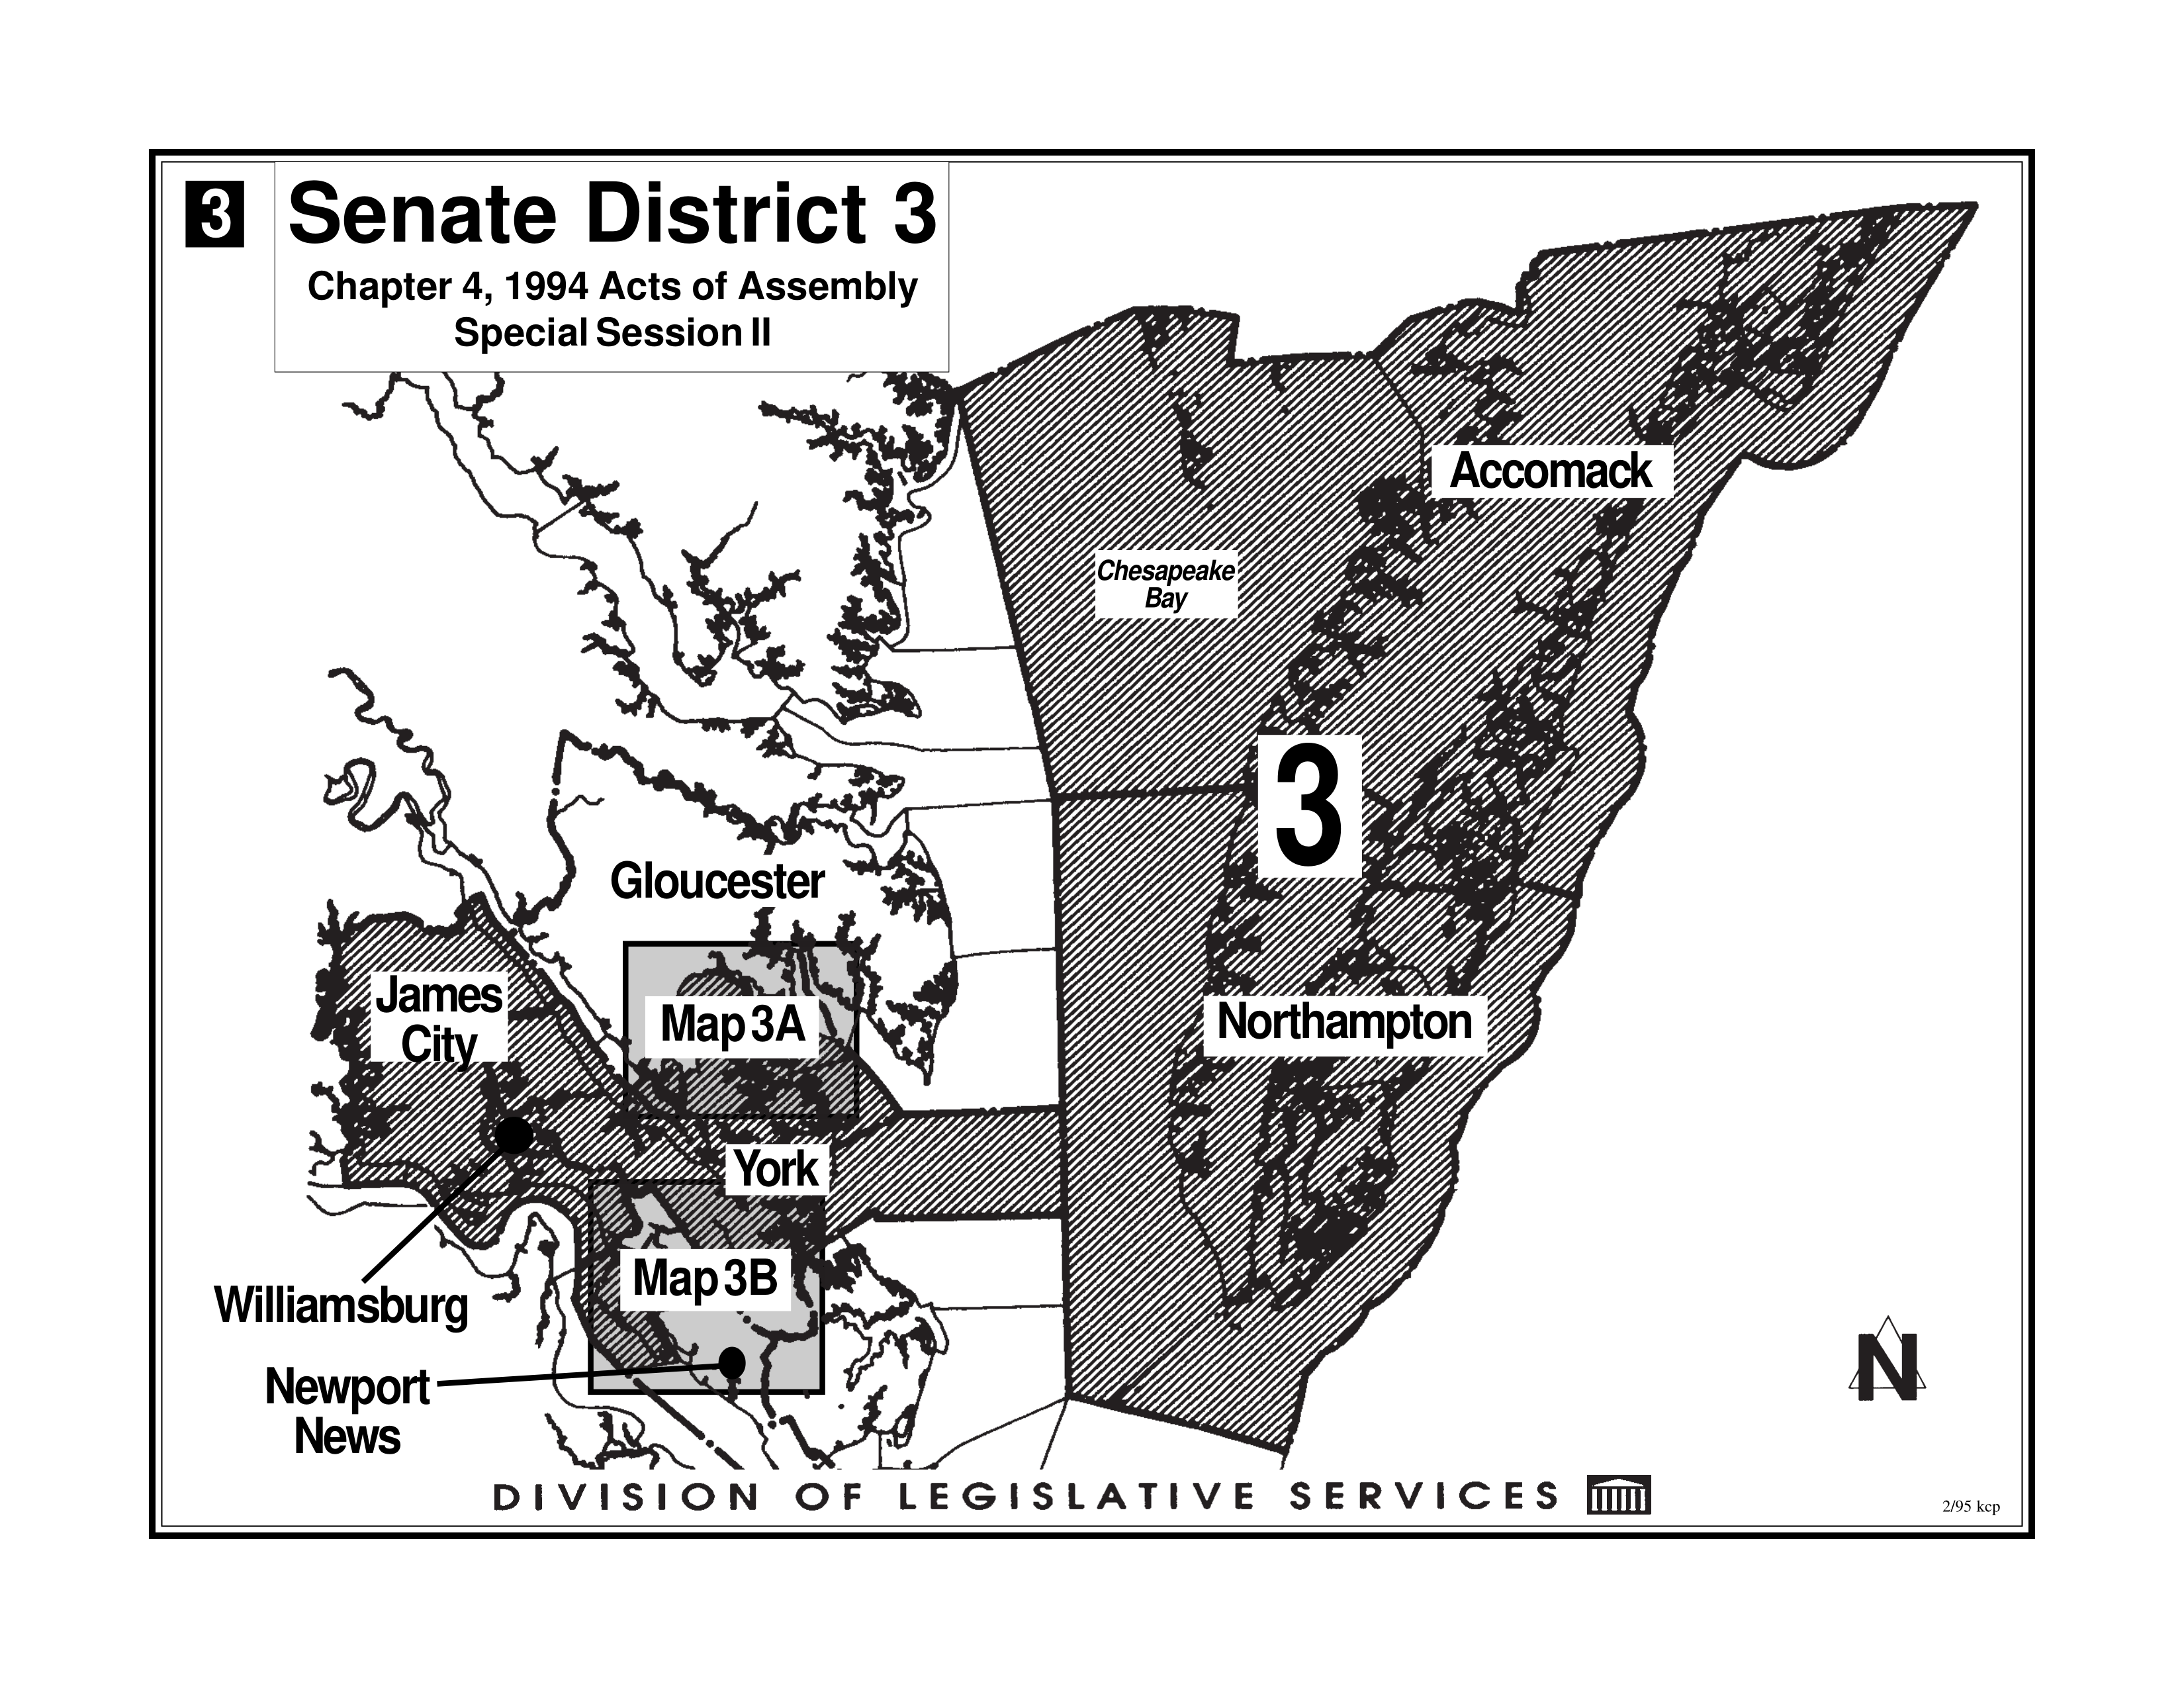 3
Senate District 3
Chapter 4, 1994 Acts of Assembly
Special Session II
Accomack
Chesapeake
Bay
3
Gloucester
James
City
Map 3A
Northampton
York
Map 3B
Williamsburg
Newport
News
N
DIVISION OF LEGISLATIVE SERVICES
2/95 kcp